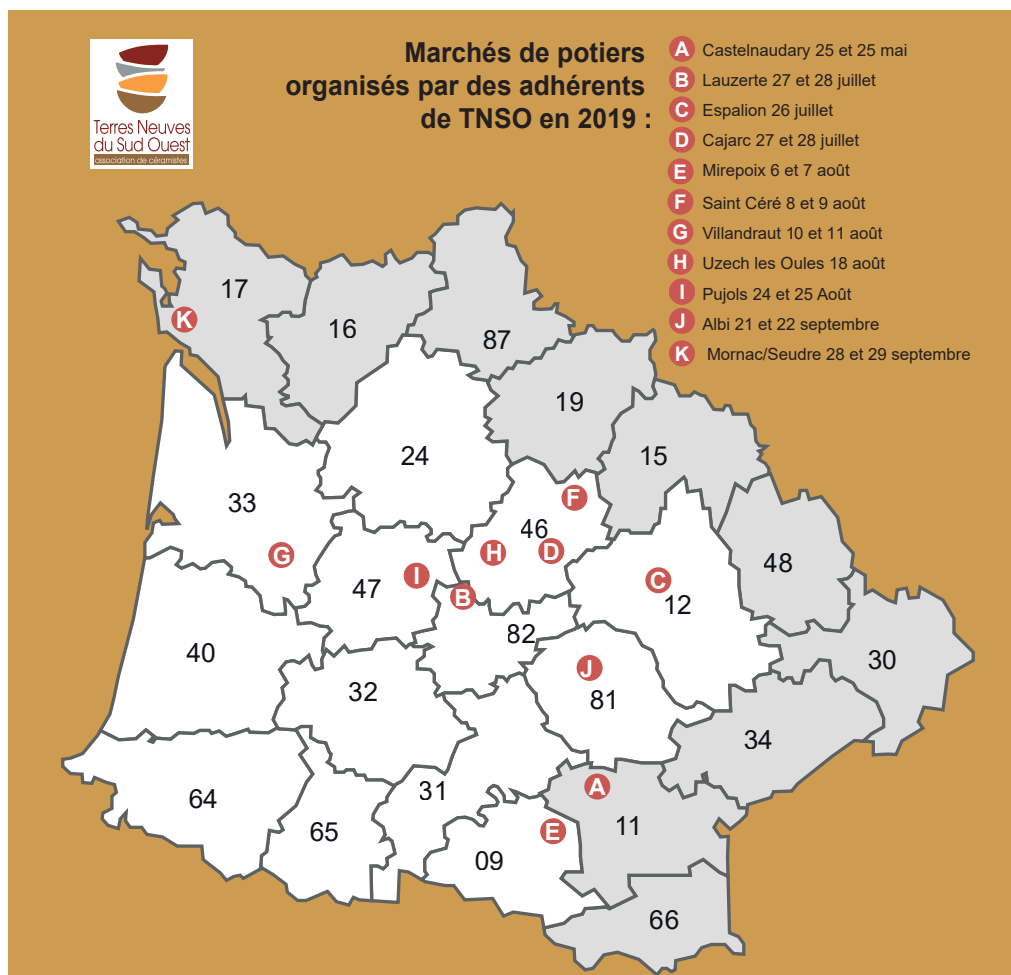 Terres Neuves
du Sud Ouest
association de céramistes
Marchés de potiers
organisés par des adhérents
de TNSO en 2019 :
A Castelnaudary 25 et 25 mai
B Lauzerte 27 et 28 juillet
C Espalion 26 juillet
D Cajarc 27 et 28 juillet
E Mirepoix 6 et 7 août
F Saint Céré 8 et 9 août
G Villandraut 10 et 11 août
H Uzech les Oules 18 août
I Pujols 24 et 25 Août
J Albi 21 et 22 septembre
K Mornac/Seudre 28 et 29 septembre
17
K
16
87
19
24
15
33
F
46
G
H
D
48
I
47
C
B
12
82
40
30
J
32
81
34
A
31
64
11
E
65
09
66